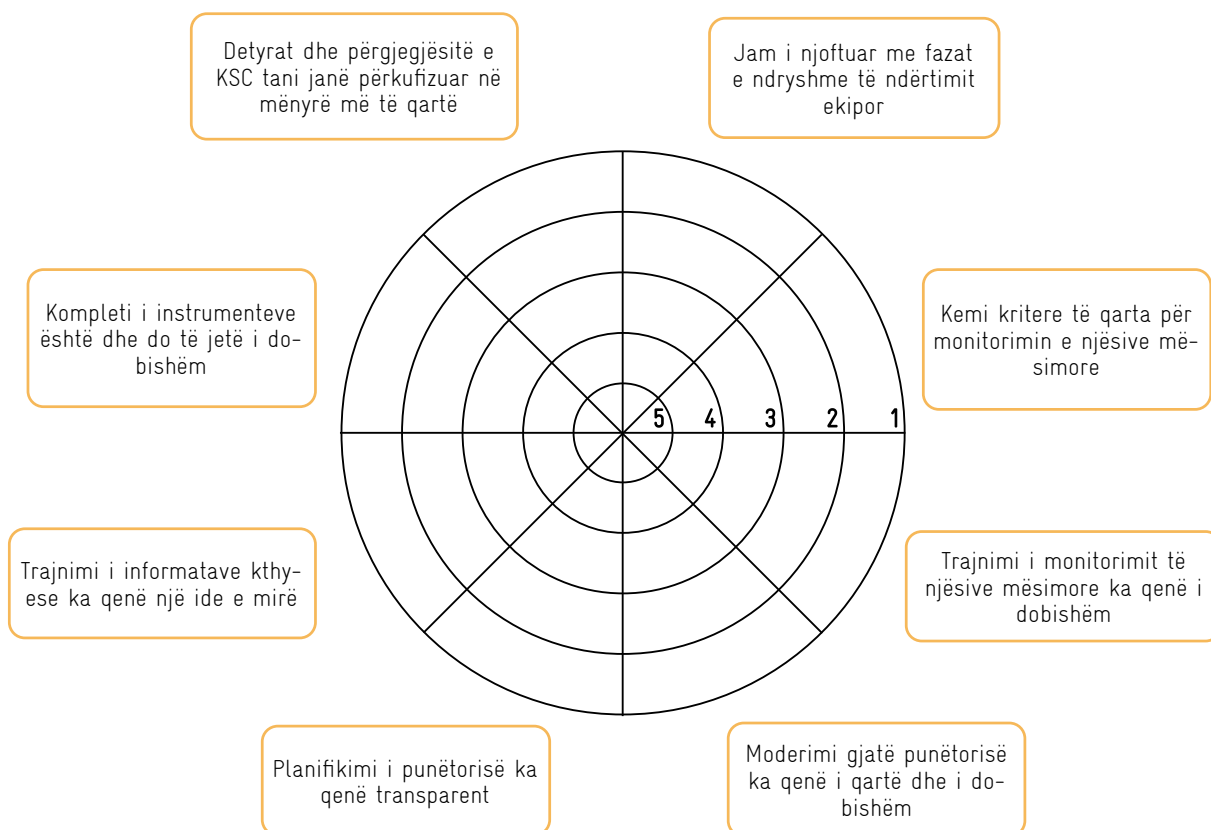 Detyrat dhe përgjegjësitë e
KSC tani janë përkufizuar në
mënyrë më të qartë
Jam i njoftuar me fazat
e ndryshme të ndërtimit
ekipor
Kompleti i instrumenteve
është dhe do të jetë i do-
bishëm
Kemi kritere të qarta për
monitorimin e njësive më-
simore
5 4 3 2 1
Trajnimi i informatave kthy-
ese ka qenë një ide e mirë
Trajnimi i monitorimit të
njësive mësimore ka qenë i
dobishëm
Planifikimi i punëtorisë ka
qenë transparent
Moderimi gjatë punëtorisë
ka qenë i qartë dhe i do-
bishëm